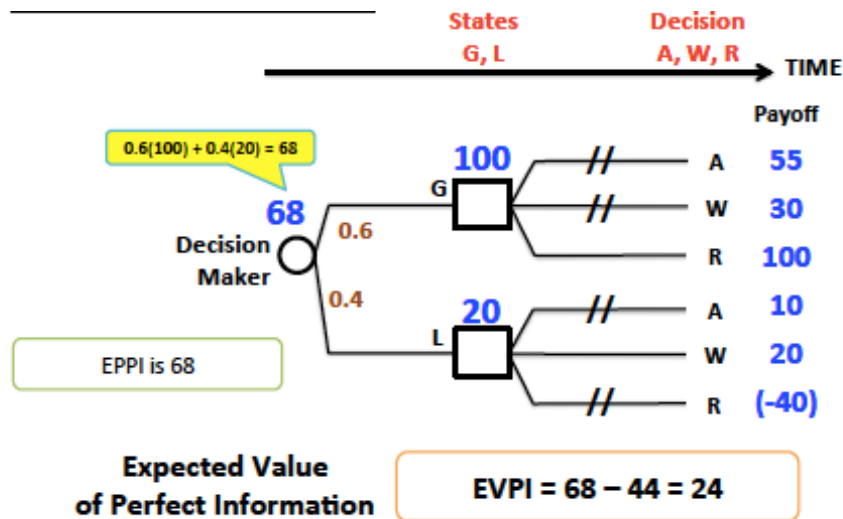 States
G, L
Decision
A, W, R
TIME
Payoff
0.6(100) + 0.4(20) = 68
68
Decision
Maker
0.6
0.4
G
100
A 55
W 30
R 100
L
20
A 10
W 20
R (-40)
EPPI is 68
Expected Value
of Perfect Information
EVPI = 68 – 44 = 24